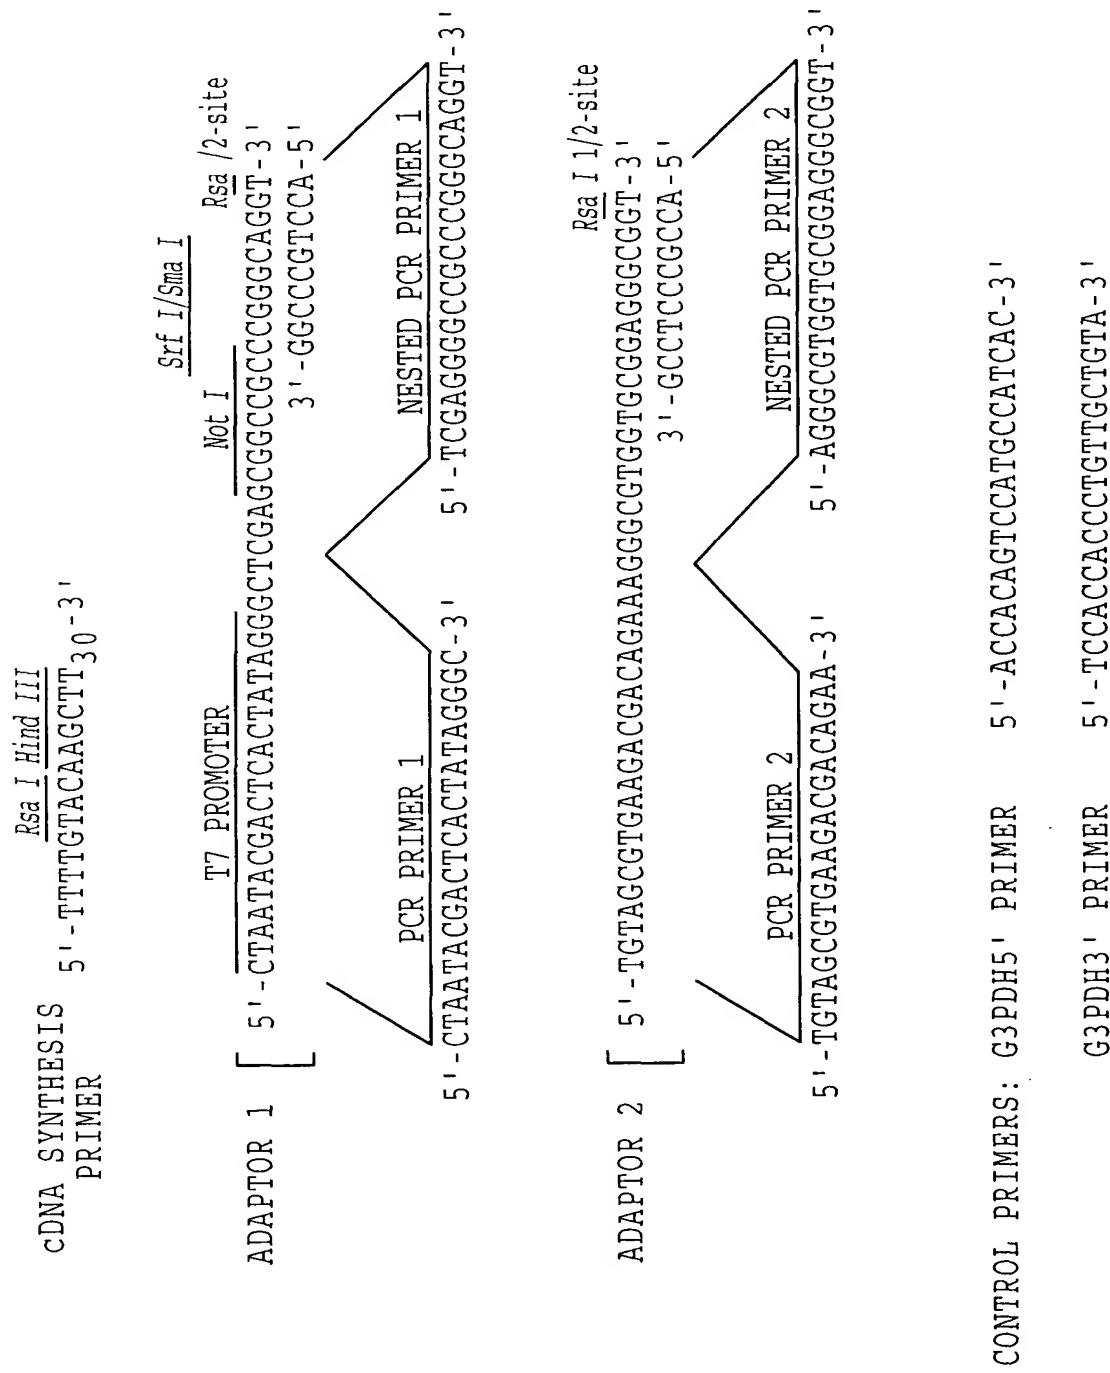 cDNA SYNTHESIS PRIMER
Rsa I Hind III
5'-TTTTGTACAAGCTT30-3'
T7 PROMOTER
Not I
Srf I/Sma I
Rsa /2-site
ADAPTOR 1
5'-CTAATACGACTCACTATAGGGCTCGAGCGGCCGCCCGGGCAGGT-3'
3'-GGCCCGTCCA-5'
PCR PRIMER 1
NESTED PCR PRIMER 1
5'-CTAATACGACTCACTATAGGGC-3'
5'-TCGAGGGGCCGCCCGGGCAGGT-3'
Rsa I 1/2-site
ADAPTOR 2
5'-TGTAGCGTGAAGACGACAGAAAGGGCGTGGTGCGGAGGGCGGT-3'
3'-GCCTCCCGCCA-5'
PCR PRIMER 2
NESTED PCR PRIMER 2
5'-TGTAGCGTGAAGACGACAGAA-3'
5'-AGGGCGTGGTGCGGAGGGCGGT-3'
CONTROL PRIMERS: G3PDH5' PRIMER 5'-ACCACAGTCCATGCCATCAC-3'
G3PDH3' PRIMER 5'-TCCACCACCCTGTTGCTGTA-3'